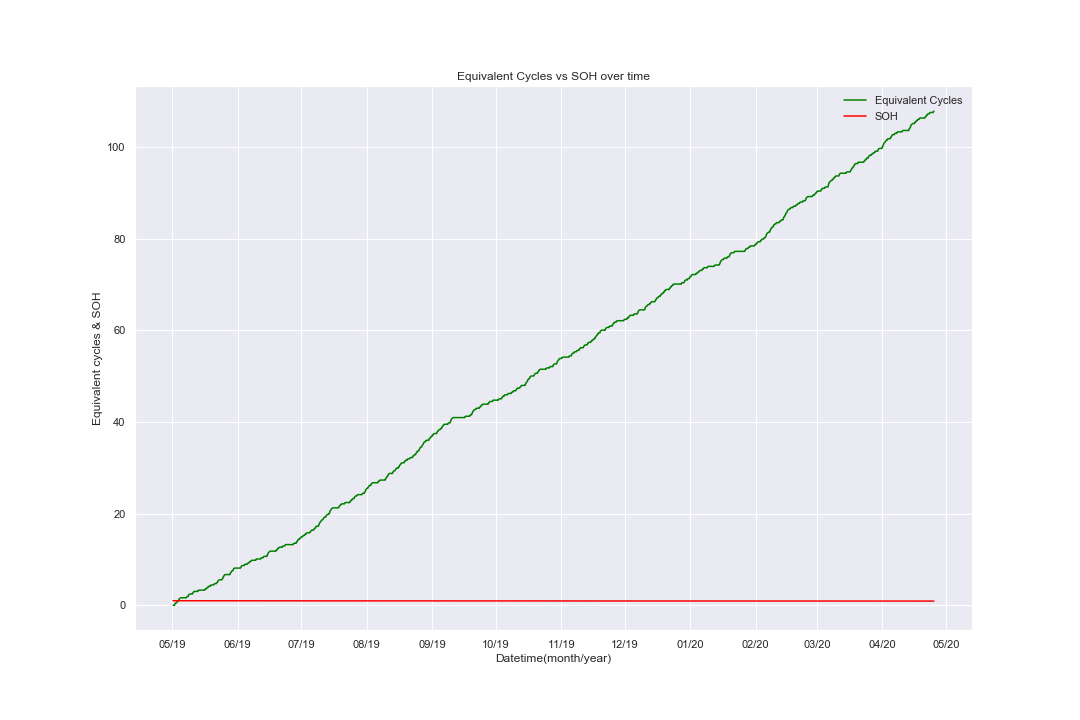 Equivalent Cycles vs SOH over time
Equivalent Cycles
SOH
Equivalent cycles & SOH
100
80
60
40
20
0
05/19 06/19 07/19 08/19 09/19 10/19 11/19 12/19 01/20 02/20 03/20 04/20 05/20
Datetime(month/year)